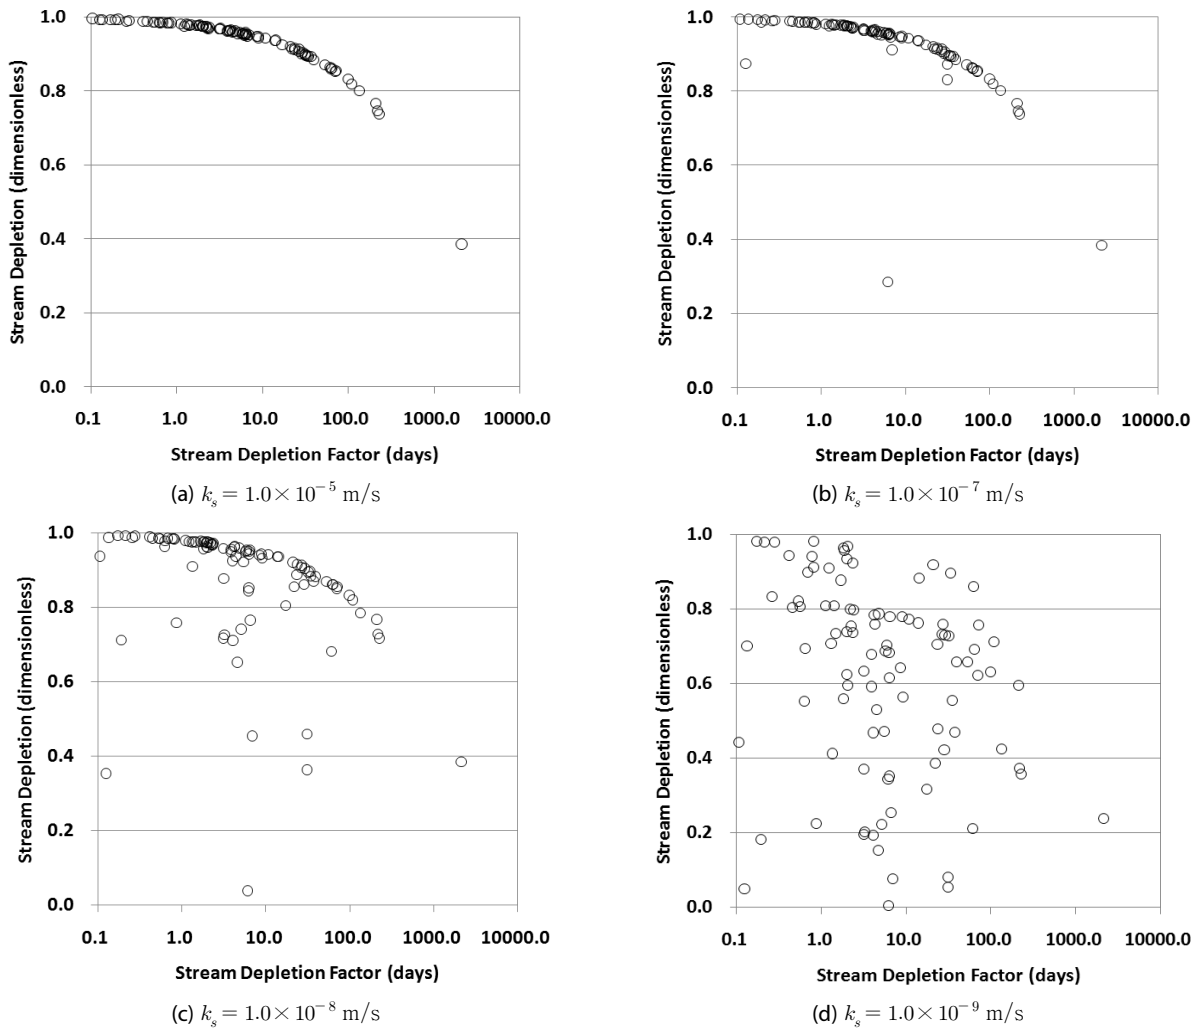 1.0
0.8
0.6
0.4
0.2
0.0
Stream Depletion (dimensionless)
0.1 1.0 10.0 100.0 1000.0 10000.0
Stream Depletion Factor (days)
(a) kₛ = 1.0 × 10⁻⁵ m/s
1.0
0.8
0.6
0.4
0.2
0.0
Stream Depletion (dimensionless)
0.1 1.0 10.0 100.0 1000.0 10000.0
Stream Depletion Factor (days)
(b) kₛ = 1.0 × 10⁻⁷ m/s
1.0
0.8
0.6
0.4
0.2
0.0
Stream Depletion (dimensionless)
0.1 1.0 10.0 100.0 1000.0 10000.0
Stream Depletion Factor (days)
(c) kₛ = 1.0 × 10⁻⁸ m/s
1.0
0.8
0.6
0.4
0.2
0.0
Stream Depletion (dimensionless)
0.1 1.0 10.0 100.0 1000.0 10000.0
Stream Depletion Factor (days)
(d) kₛ = 1.0 × 10⁻⁹ m/s